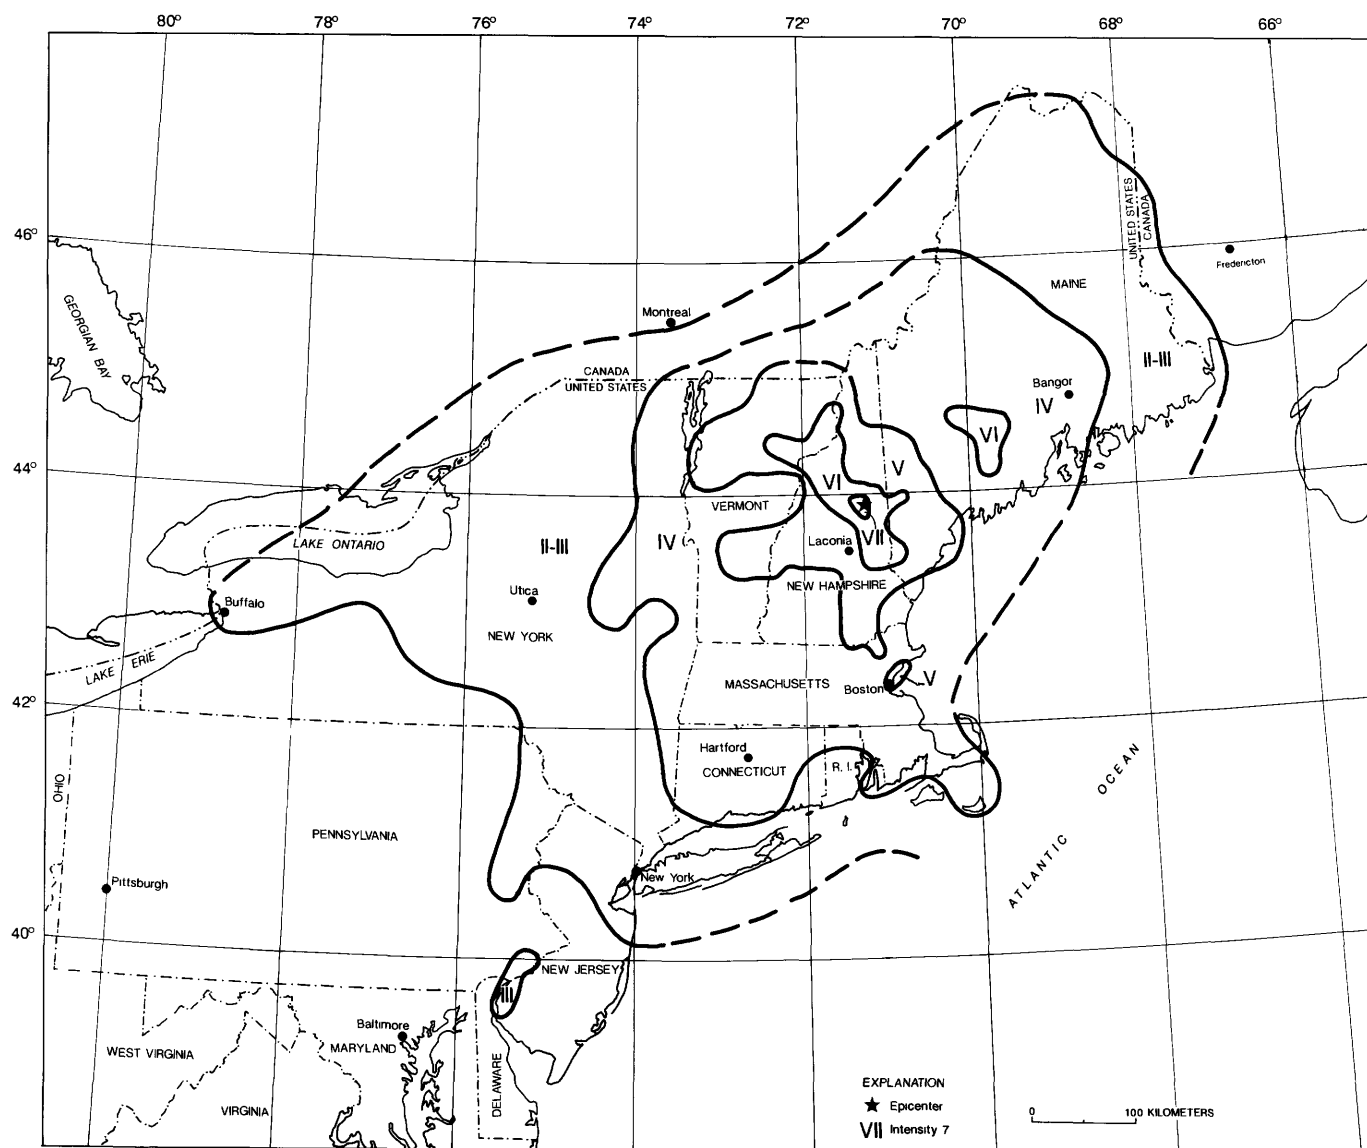 80° 78° 76° 74° 72° 70° 68° 66°
46°
Fredericton
UNITED STATES
CANADA
MAINE
GEORGIAN BAY
Montreal
II-III
CANADA
UNITED STATES
Bangor
IV
VI
44°
V
VI
VERMONT
LAKE ONTARIO
II-III
IV
Laconia
VII
NEW HAMPSHIRE
Utica
Buffalo
NEW YORK
LAKE ERIE
MASSACHUSETTS
Boston
V
42°
Hartford
CONNECTICUT
R. I.
OHIO
ATLANTIC OCEAN
PENNSYLVANIA
Pittsburgh
New York
40°
NEW JERSEY
III
Baltimore
MARYLAND
WEST VIRGINIA
DELAWARE
VIRGINIA
EXPLANATION
Epicenter
VII Intensity 7
0 100 KILOMETERS